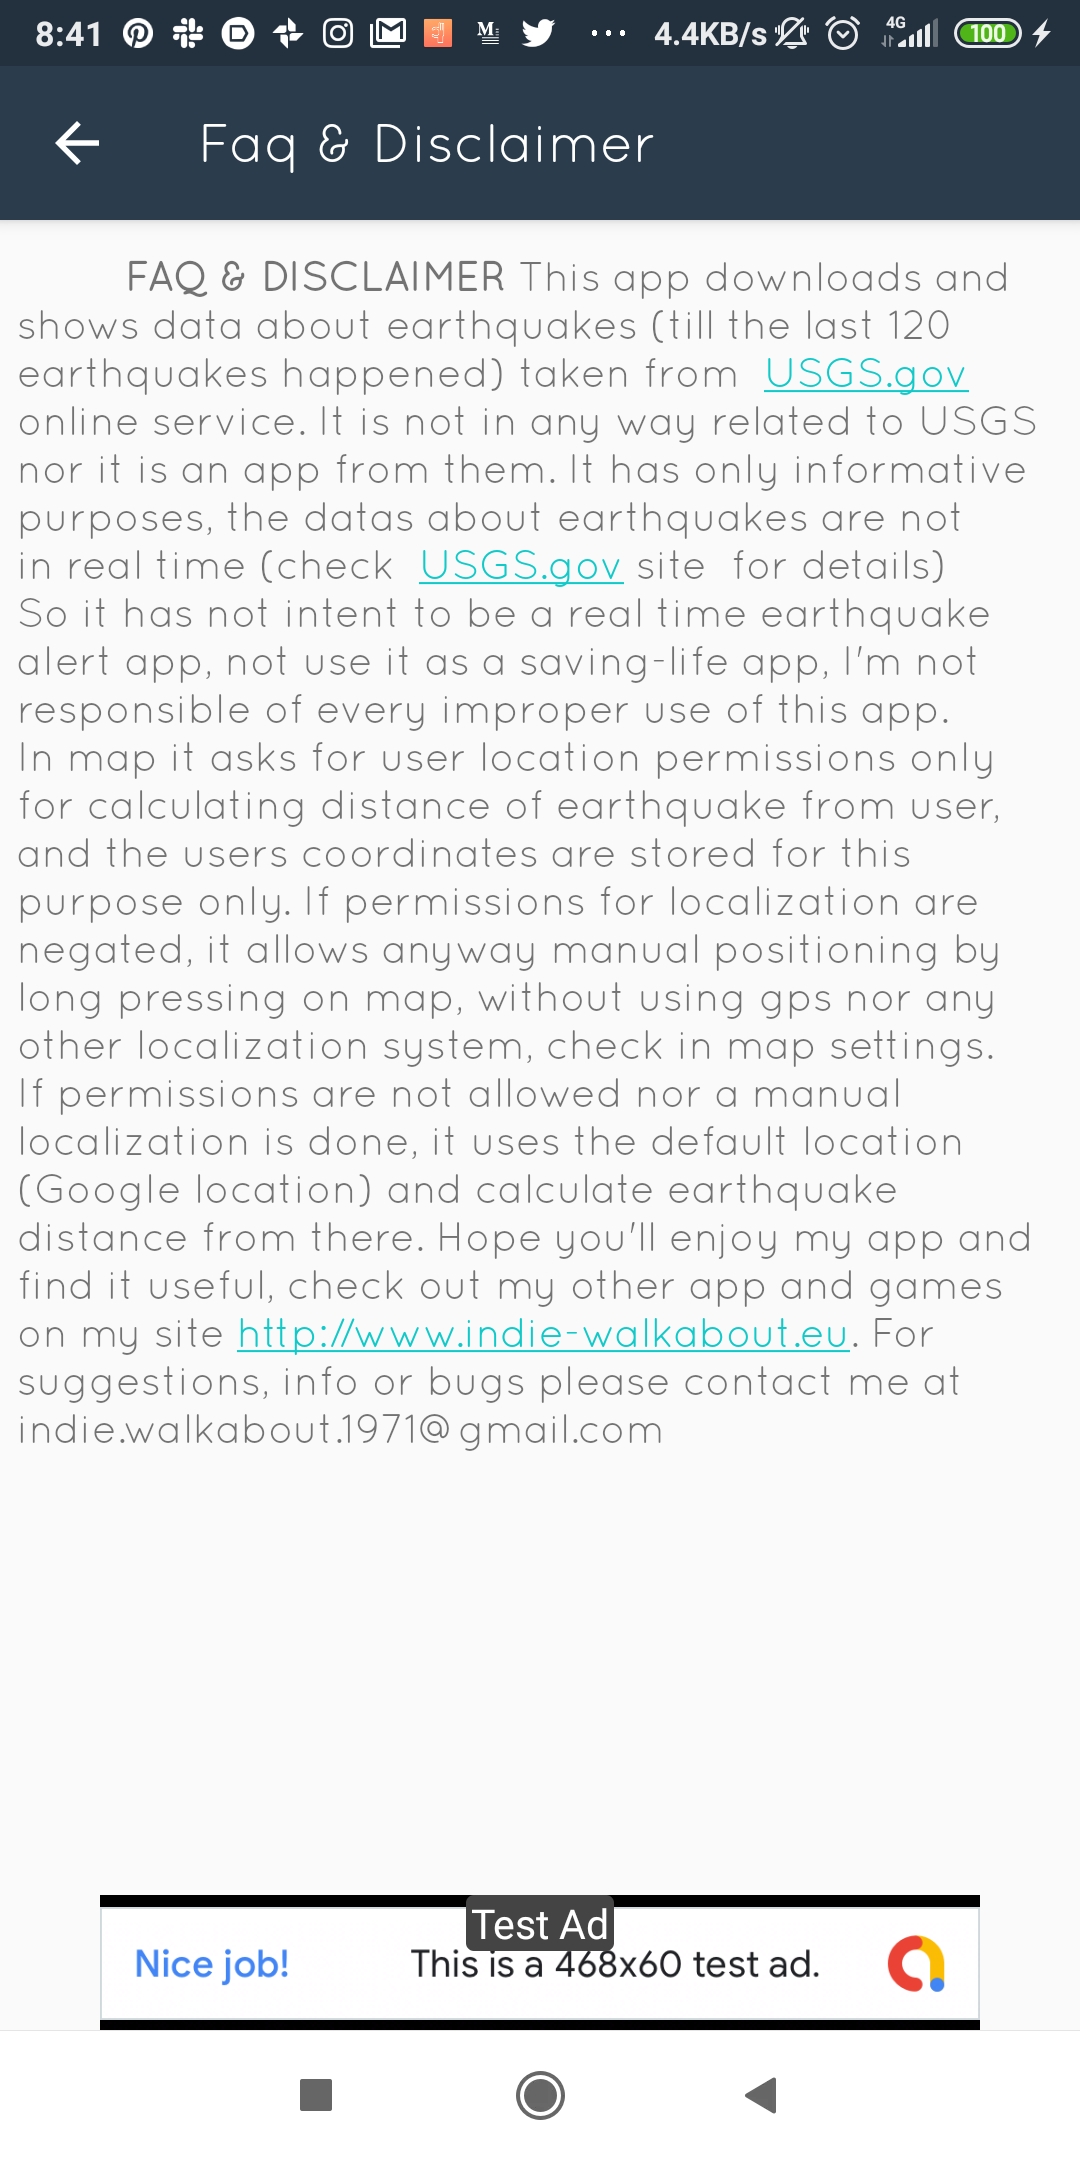 8:41 M ... 4.4KB/s 4G 100
Faq & Disclaimer
FAQ & DISCLAIMER This app downloads and
shows data about earthquakes (till the last 120
earthquakes happened) taken from USGS.gov
online service. It is not in any way related to USGS
nor it is an app from them. It has only informative
purposes, the datas about earthquakes are not
in real time (check USGS.gov site for details)
So it has not intent to be a real time earthquake
alert app, not use it as a saving-life app, I'm not
responsible of every improper use of this app.
In map it asks for user location permissions only
for calculating distance of earthquake from user,
and the users coordinates are stored for this
purpose only. If permissions for localization are
negated, it allows anyway manual positioning by
long pressing on map, without using gps nor any
other localization system, check in map settings.
If permissions are not allowed nor a manual
localization is done, it uses the default location
(Google location) and calculate earthquake
distance from there. Hope you'll enjoy my app and
find it useful, check out my other app and games
on my site http://www.indie-walkabout.eu. For
suggestions, info or bugs please contact me at
indie.walkabout.1971@gmail.com
Test Ad
Nice job! This is a 468x60 test ad.